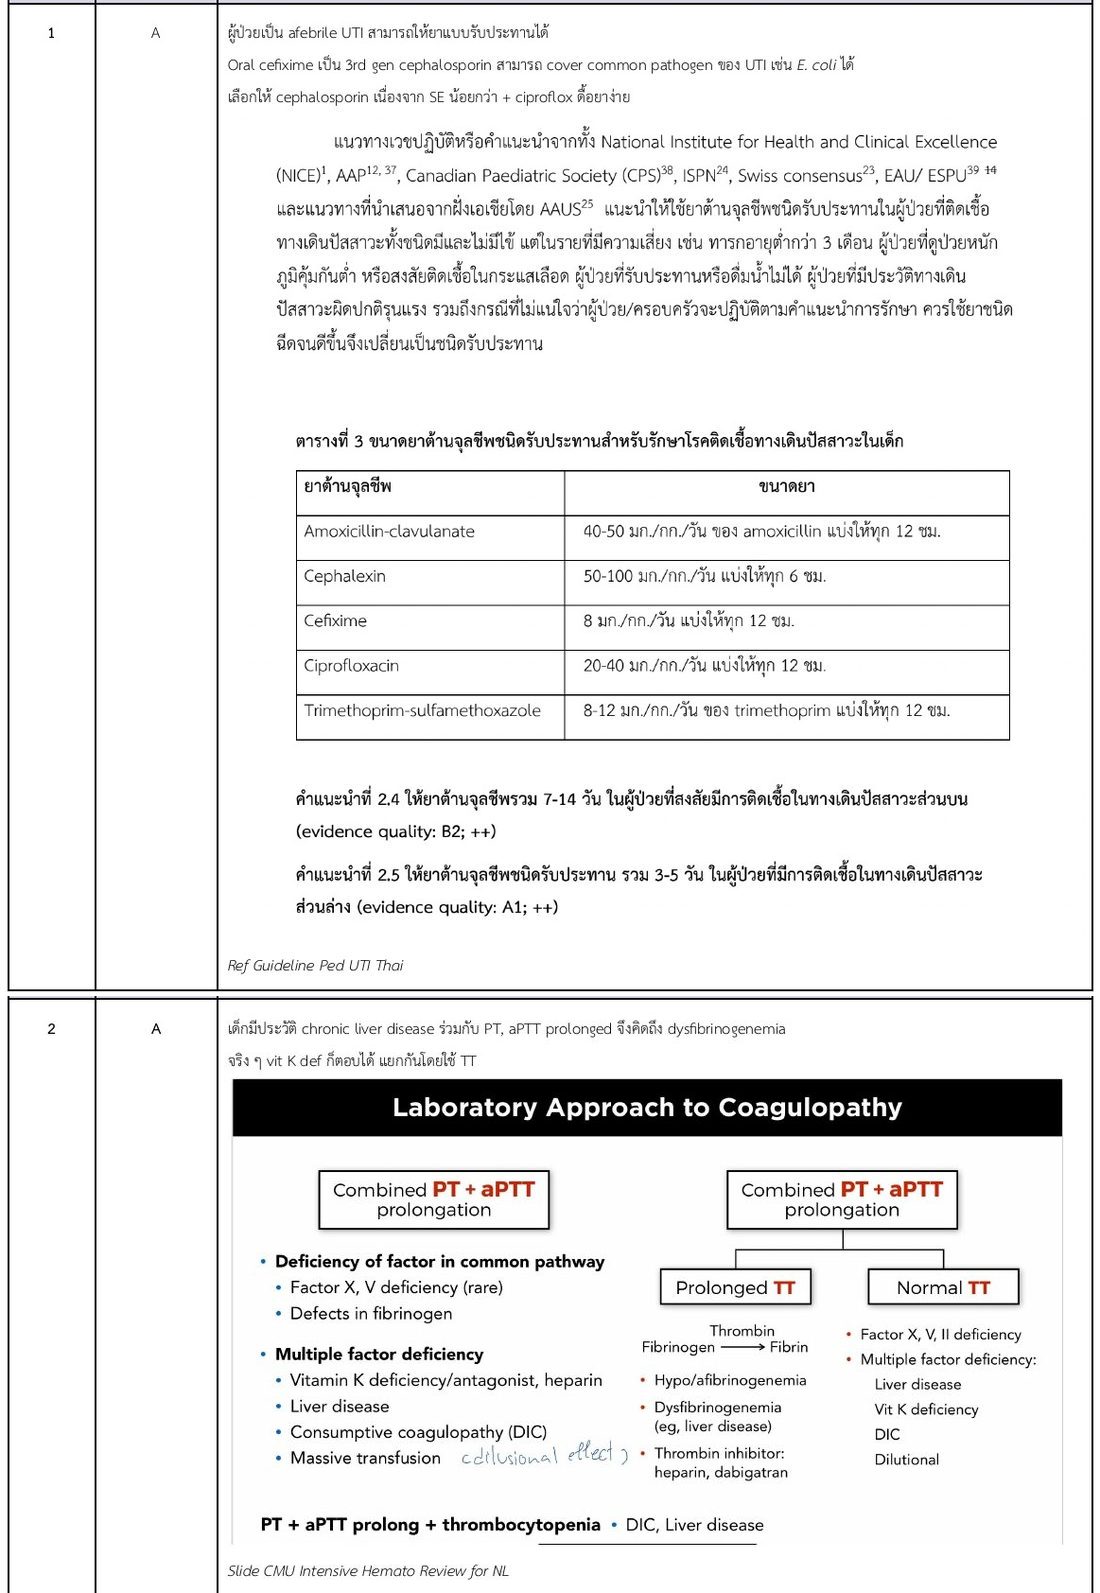 1
A
ผู้ป่วยเป็น afebrile UTI สามารถให้ยาแบบรับประทานได้
Oral cefixime เป็น 3rd gen cephalosporin สามารถ cover common pathogen ของ UTI เช่น E. coli ได้
เลือกให้ cephalosporin เนื่องจาก SE น้อยกว่า + ciproflox ดื้อยาง่าย
แนวทางเวชปฏิบัติหรือคำแนะนำจากทั้ง National Institute for Health and Clinical Excellence
(NICE)1, AAP12, 37, Canadian Paediatric Society (CPS)38, ISPN24, Swiss consensus23, EAU/ ESPU39 14
และแนวทางที่นำเสนอจากฝั่งเอเชียโดย AAUS25 แนะนำให้ใช้ยาต้านจุลชีพชนิดรับประทานในผู้ป่วยที่ติดเชื้อ
ทางเดินปัสสาวะทั้งชนิดมีและไม่มีไข้ แต่ในรายที่มีความเสี่ยง เช่น ทารกอายุต่ำกว่า 3 เดือน ผู้ป่วยที่ดูป่วยหนัก
ภูมิคุ้มกันต่ำ หรือสงสัยติดเชื้อในกระแสเลือด ผู้ป่วยที่รับประทานหรือดื่มน้ำไม่ได้ ผู้ป่วยที่มีประวัติทางเดิน
ปัสสาวะผิดปกติรุนแรง รวมถึงกรณีที่ไม่แน่ใจว่าผู้ป่วย/ครอบครัวจะปฏิบัติตามคำแนะนำการรักษา ควรใช้ยาชนิด
ฉีดจนดีขึ้นจึงเปลี่ยนเป็นชนิดรับประทาน
ตารางที่ 3 ขนาดยาต้านจุลชีพชนิดรับประทานสำหรับรักษาโรคติดเชื้อทางเดินปัสสาวะในเด็ก
ยาต้านจุลชีพ ขนาดยา
Amoxicillin-clavulanate 40-50 มก./กก./วัน ของ amoxicillin แบ่งให้ทุก 12 ชม.
Cephalexin 50-100 มก./กก./วัน แบ่งให้ทุก 6 ชม.
Cefixime 8 มก./กก./วัน แบ่งให้ทุก 12 ชม.
Ciprofloxacin 20-40 มก./กก./วัน แบ่งให้ทุก 12 ชม.
Trimethoprim-sulfamethoxazole 8-12 มก./กก./วัน ของ trimethoprim แบ่งให้ทุก 12 ชม.
คำแนะนำที่ 2.4 ให้ยาต้านจุลชีพรวม 7-14 วัน ในผู้ป่วยที่สงสัยมีการติดเชื้อในทางเดินปัสสาวะส่วนบน
(evidence quality: B2; ++)
คำแนะนำที่ 2.5 ให้ยาต้านจุลชีพชนิดรับประทาน รวม 3-5 วัน ในผู้ป่วยที่มีการติดเชื้อในทางเดินปัสสาวะ
ส่วนล่าง (evidence quality: A1; ++)
Ref Guideline Ped UTI Thai
2
A
เด็กมีประวัติ chronic liver disease ร่วมกับ PT, aPTT prolonged จึงคิดถึง dysfibrinogenemia
จริง ๆ vit K def ก็ตอบได้ แยกกันโดยใช้ TT
Laboratory Approach to Coagulopathy
Combined PT + aPTT
prolongation
• Deficiency of factor in common pathway
• Factor X, V deficiency (rare)
• Defects in fibrinogen
• Multiple factor deficiency
• Vitamin K deficiency/antagonist, heparin
• Liver disease
• Consumptive coagulopathy (DIC)
• Massive transfusion (dilusional effect)
Combined PT + aPTT
prolongation
Prolonged TT
Thrombin
Fibrinogen → Fibrin
• Hypo/afibrinogenemia
• Dysfibrinogenemia
(eg, liver disease)
• Thrombin inhibitor:
heparin, dabigatran
Normal TT
• Factor X, V, II deficiency
• Multiple factor deficiency:
Liver disease
Vit K deficiency
DIC
Dilutional
PT + aPTT prolong + thrombocytopenia • DIC, Liver disease
Slide CMU Intensive Hemato Review for NL